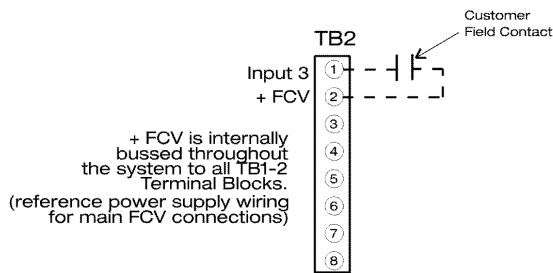 Customer
Field Contact
TB2
Input 3
1
+ FCV
2
3
+ FCV is internally
bussed throughout
the system to all TB1-2
Terminal Blocks.
(reference power supply wiring
for main FCV connections)
4
5
6
7
8